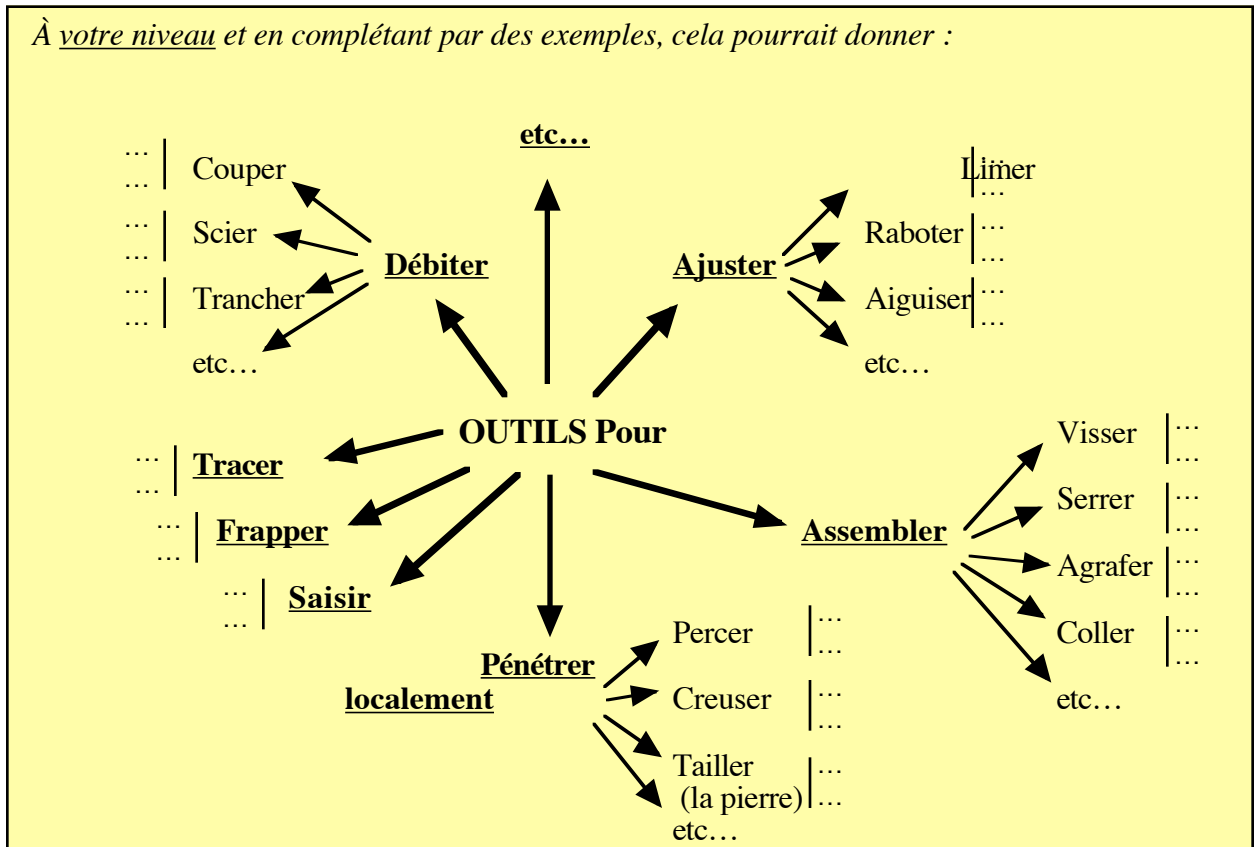 À votre niveau et en complétant par des exemples, cela pourrait donner :
etc…
… Couper
…
… Scier
…
… Trancher
…
etc…
Débiter
Ajuster
Limer …
…
Raboter …
…
Aiguiser …
…
etc…
OUTILS Pour
… Tracer
…
… Frapper
…
… Saisir
…
Pénétrer
localement
Percer …
…
Creuser …
…
Tailler …
(la pierre) …
etc…
Assembler
Visser …
…
Serrer …
…
Agrafer …
…
Coller …
…
etc…